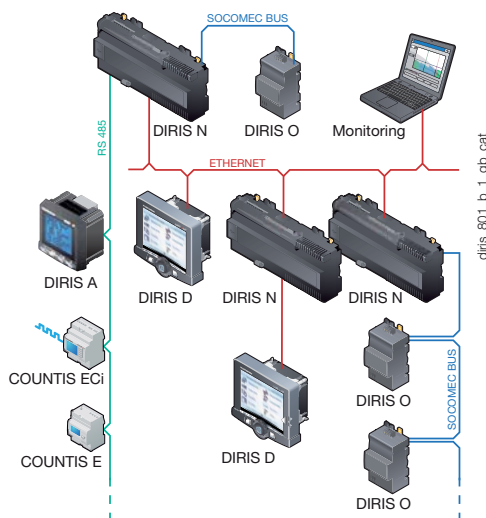 SOCOMEC BUS
DIRIS N
DIRIS O
Monitoring
RS 485
ETHERNET
diris_801_b_1_gb_cat
DIRIS A
DIRIS D
DIRIS N
DIRIS N
COUNTIS ECi
DIRIS O
SOCOMEC BUS
DIRIS D
COUNTIS E
DIRIS O